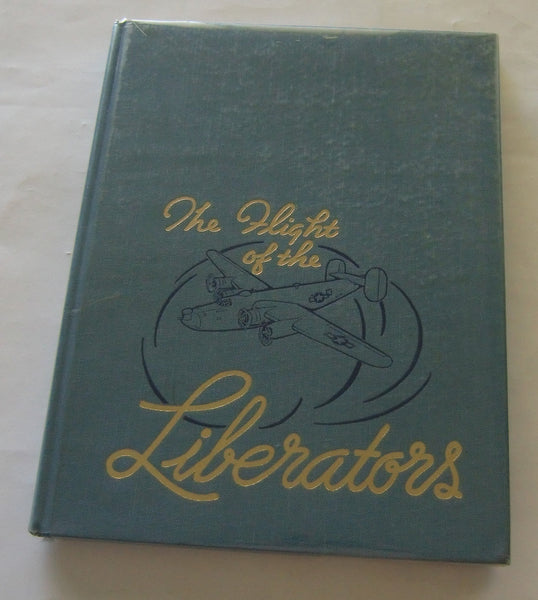 The Flight
of the
Liberators